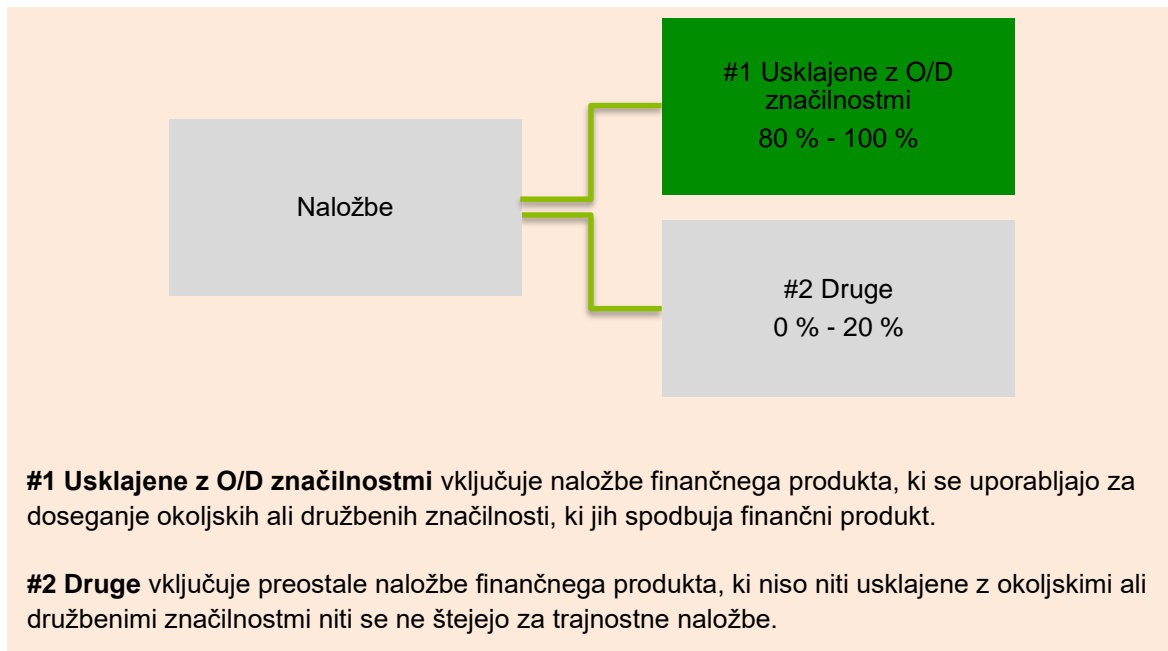 #1 Usklajene z O/D
značilnostmi
80 % - 100 %
Naložbe
#2 Druge
0 % - 20 %
#1 Usklajene z O/D značilnostmi vključuje naložbe finančnega produkta, ki se uporabljajo za
doseganje okoljskih ali družbenih značilnosti, ki jih spodbuja finančni produkt.
#2 Druge vključuje preostale naložbe finančnega produkta, ki niso niti usklajene z okoljskimi ali
družbenimi značilnostmi niti se ne štejejo za trajnostne naložbe.